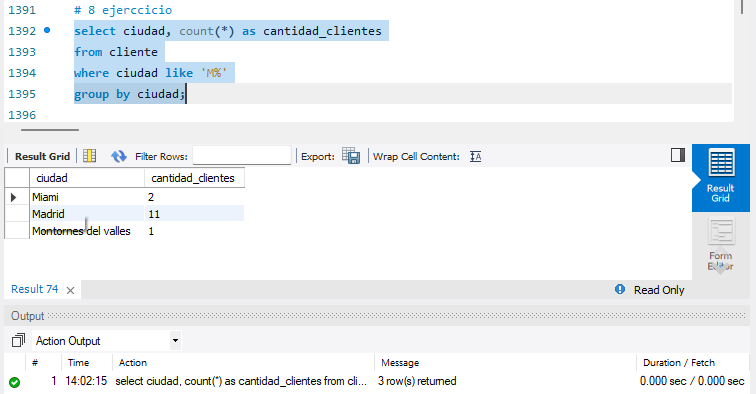 1391 # 8 ejerccicio
1392 select ciudad, count(*) as cantidad_clientes
1393 from cliente
1394 where ciudad like 'M%'
1395 group by ciudad;
1396
Result Grid Filter Rows: Export: Wrap Cell Content: IA
ciudad cantidad_clientes
Miami 2
Madrid 11
Montornes del valles 1
Result Grid
Form Editor
Result 74 × Read Only
Output
Action Output
# Time Action Message Duration / Fetch
1 14:02:15 select ciudad, count(*) as cantidad_clientes from cli... 3 row(s) returned 0.000 sec / 0.000 sec